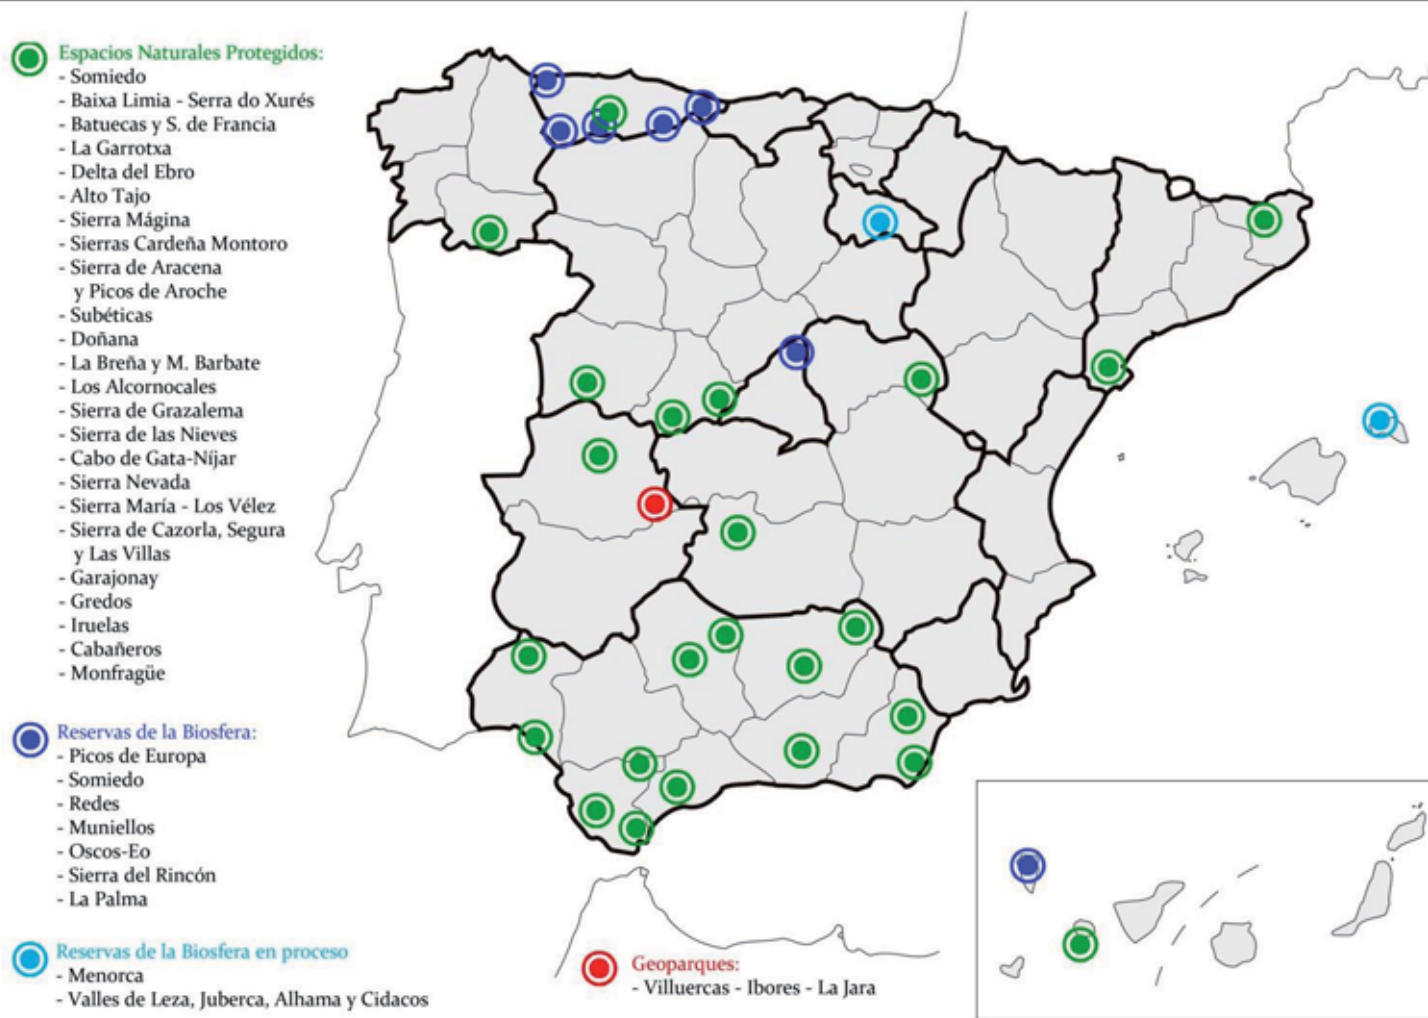 Espacios Naturales Protegidos:
- Somiedo
- Baixa Limia - Serra do Xurés
- Batuecas y S. de Francia
- La Garrotxa
- Delta del Ebro
- Alto Tajo
- Sierra Mágina
- Sierras Cardeña Montoro
- Sierra de Aracena
y Picos de Aroche
- Subéticas
- Doñana
- La Breña y M. Barbate
- Los Alcornocales
- Sierra de Grazalema
- Sierra de las Nieves
- Cabo de Gata-Níjar
- Sierra Nevada
- Sierra María - Los Vélez
- Sierra de Cazorla, Segura
y Las Villas
- Garajonay
- Gredos
- Iruelas
- Cabañeros
- Monfragüe
Reservas de la Biosfera:
- Picos de Europa
- Somiedo
- Redes
- Muniellos
- Oscos-Eo
- Sierra del Rincón
- La Palma
Reservas de la Biosfera en proceso
- Menorca
- Valles de Leza, Juberca, Alhama y Cidacos
Geoparques:
- Villuercas - Ibores - La Jara